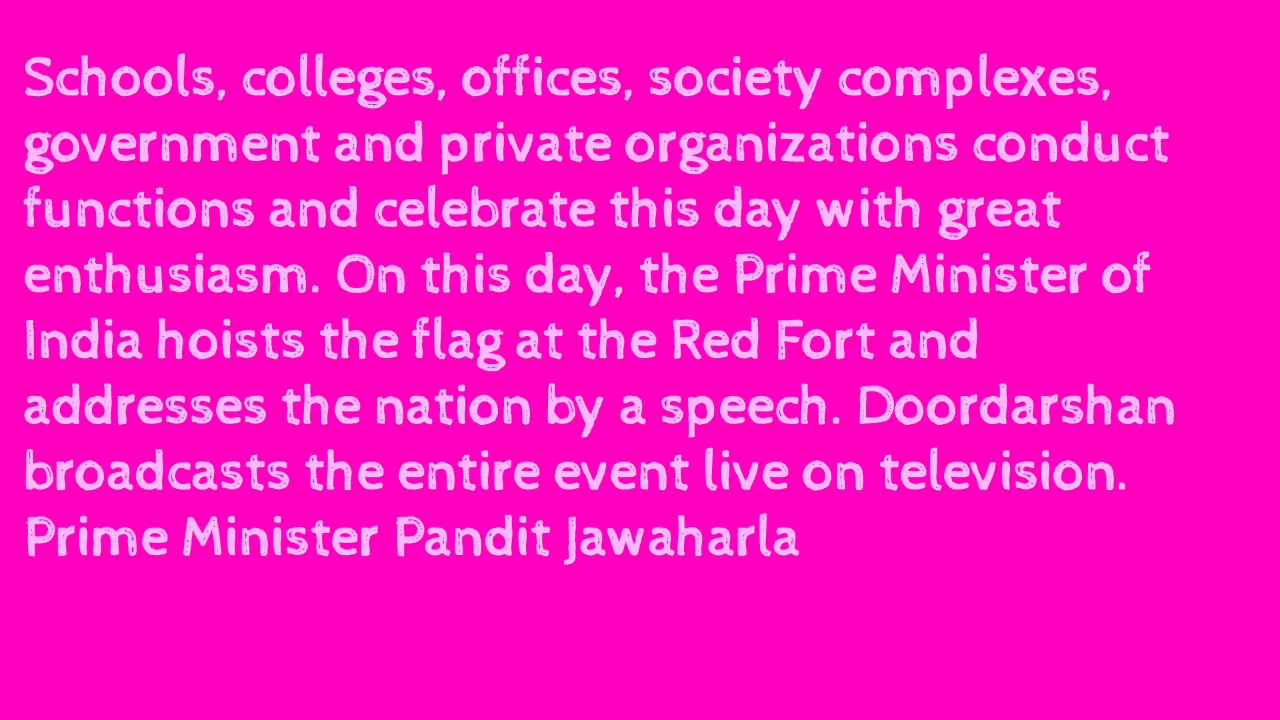 Schools, colleges, offices, society complexes,
government and private organizations conduct
functions and celebrate this day with great
enthusiasm. On this day, the Prime Minister of
India hoists the flag at the Red Fort and
addresses the nation by a speech. Doordarshan
broadcasts the entire event live on television.
Prime Minister Pandit Jawaharla